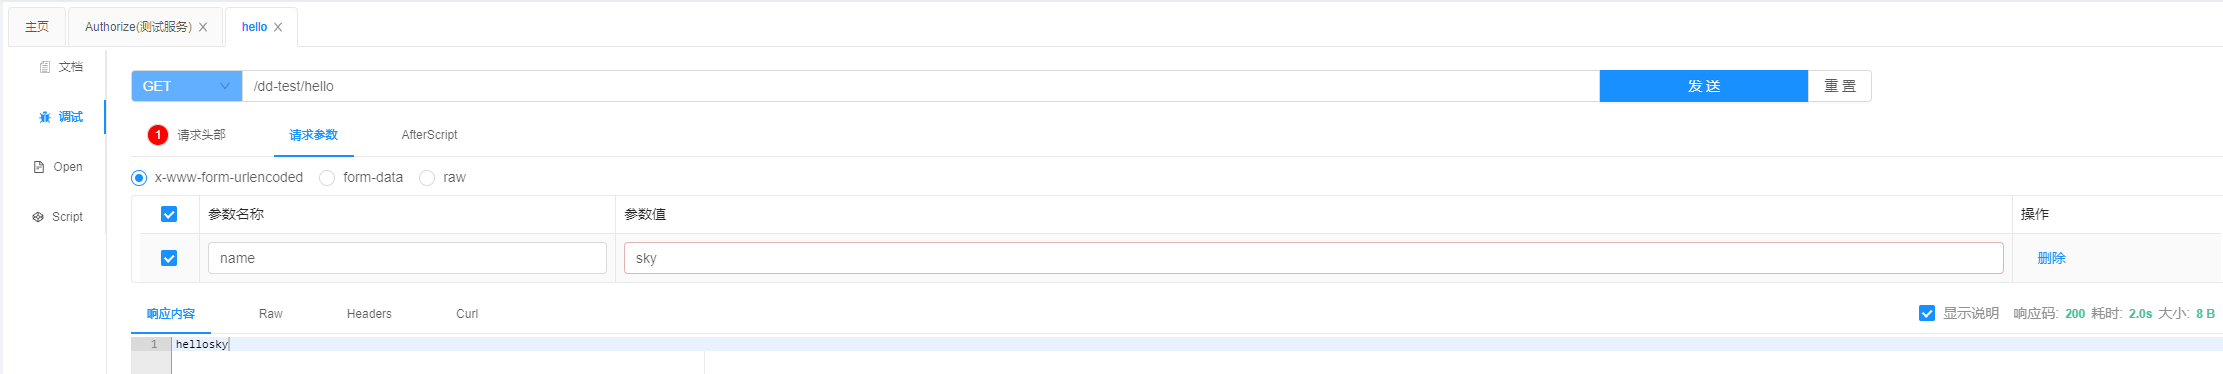 主页 Authorize(测试服务) hello
文档
调试
Open
Script
GET /dd-test/hello 发 送 重 置
1 请求头部 请求参数 AfterScript
x-www-form-urlencoded form-data raw
参数名称 参数值 操作
name sky 删除
响应内容 Raw Headers Curl 显示说明 响应码: 200 耗时: 2.0s 大小: 8 B
1 hellosky